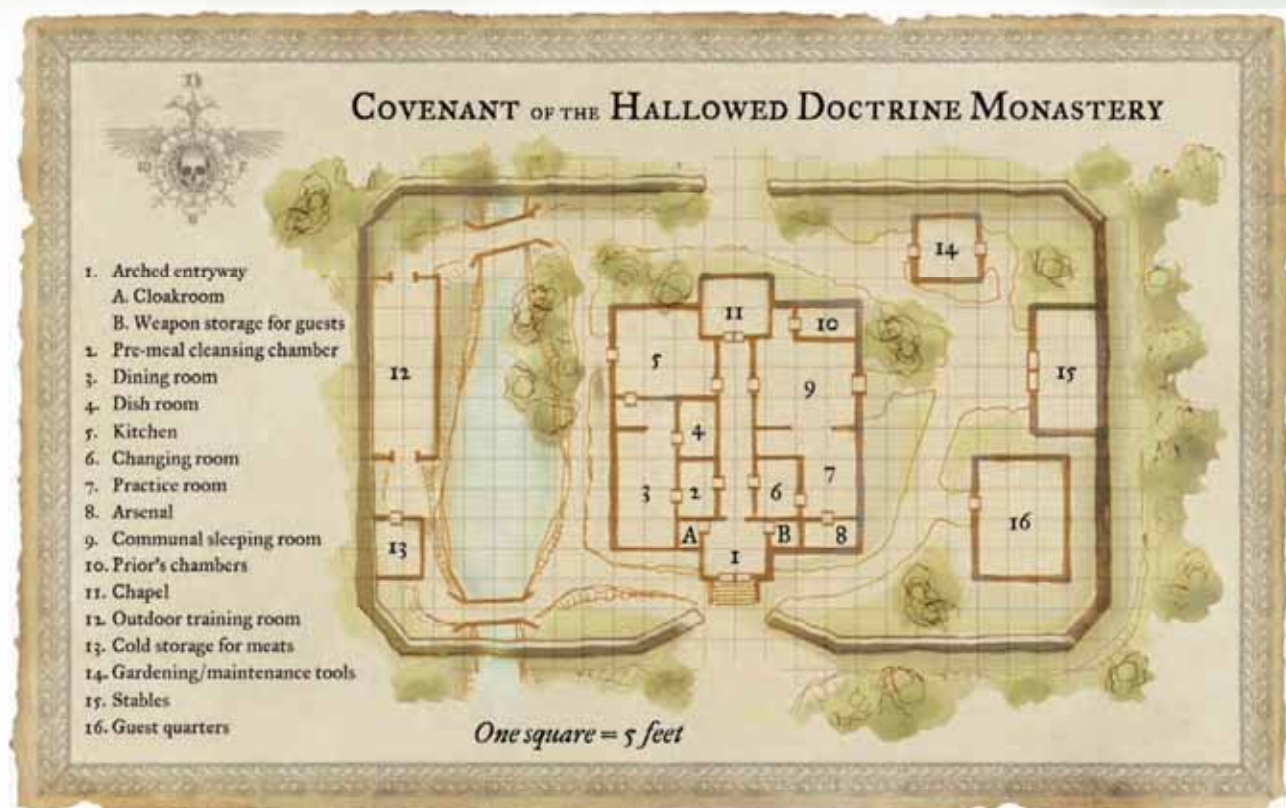 COVENANT OF THE HALLOWED DOCTRINE MONASTERY
1. Arched entryway
A. Cloakroom
B. Weapon storage for guests
2. Pre-meal cleansing chamber
3. Dining room
4. Dish room
5. Kitchen
6. Changing room
7. Practice room
8. Arsenal
9. Communal sleeping room
10. Prior's chambers
11. Chapel
12. Outdoor training room
13. Cold storage for meats
14. Gardening/maintenance tools
15. Stables
16. Guest quarters
14
11
10
5
12
9
15
4
3
2
6
7
16
A
B
8
13
1
One square = 5 feet